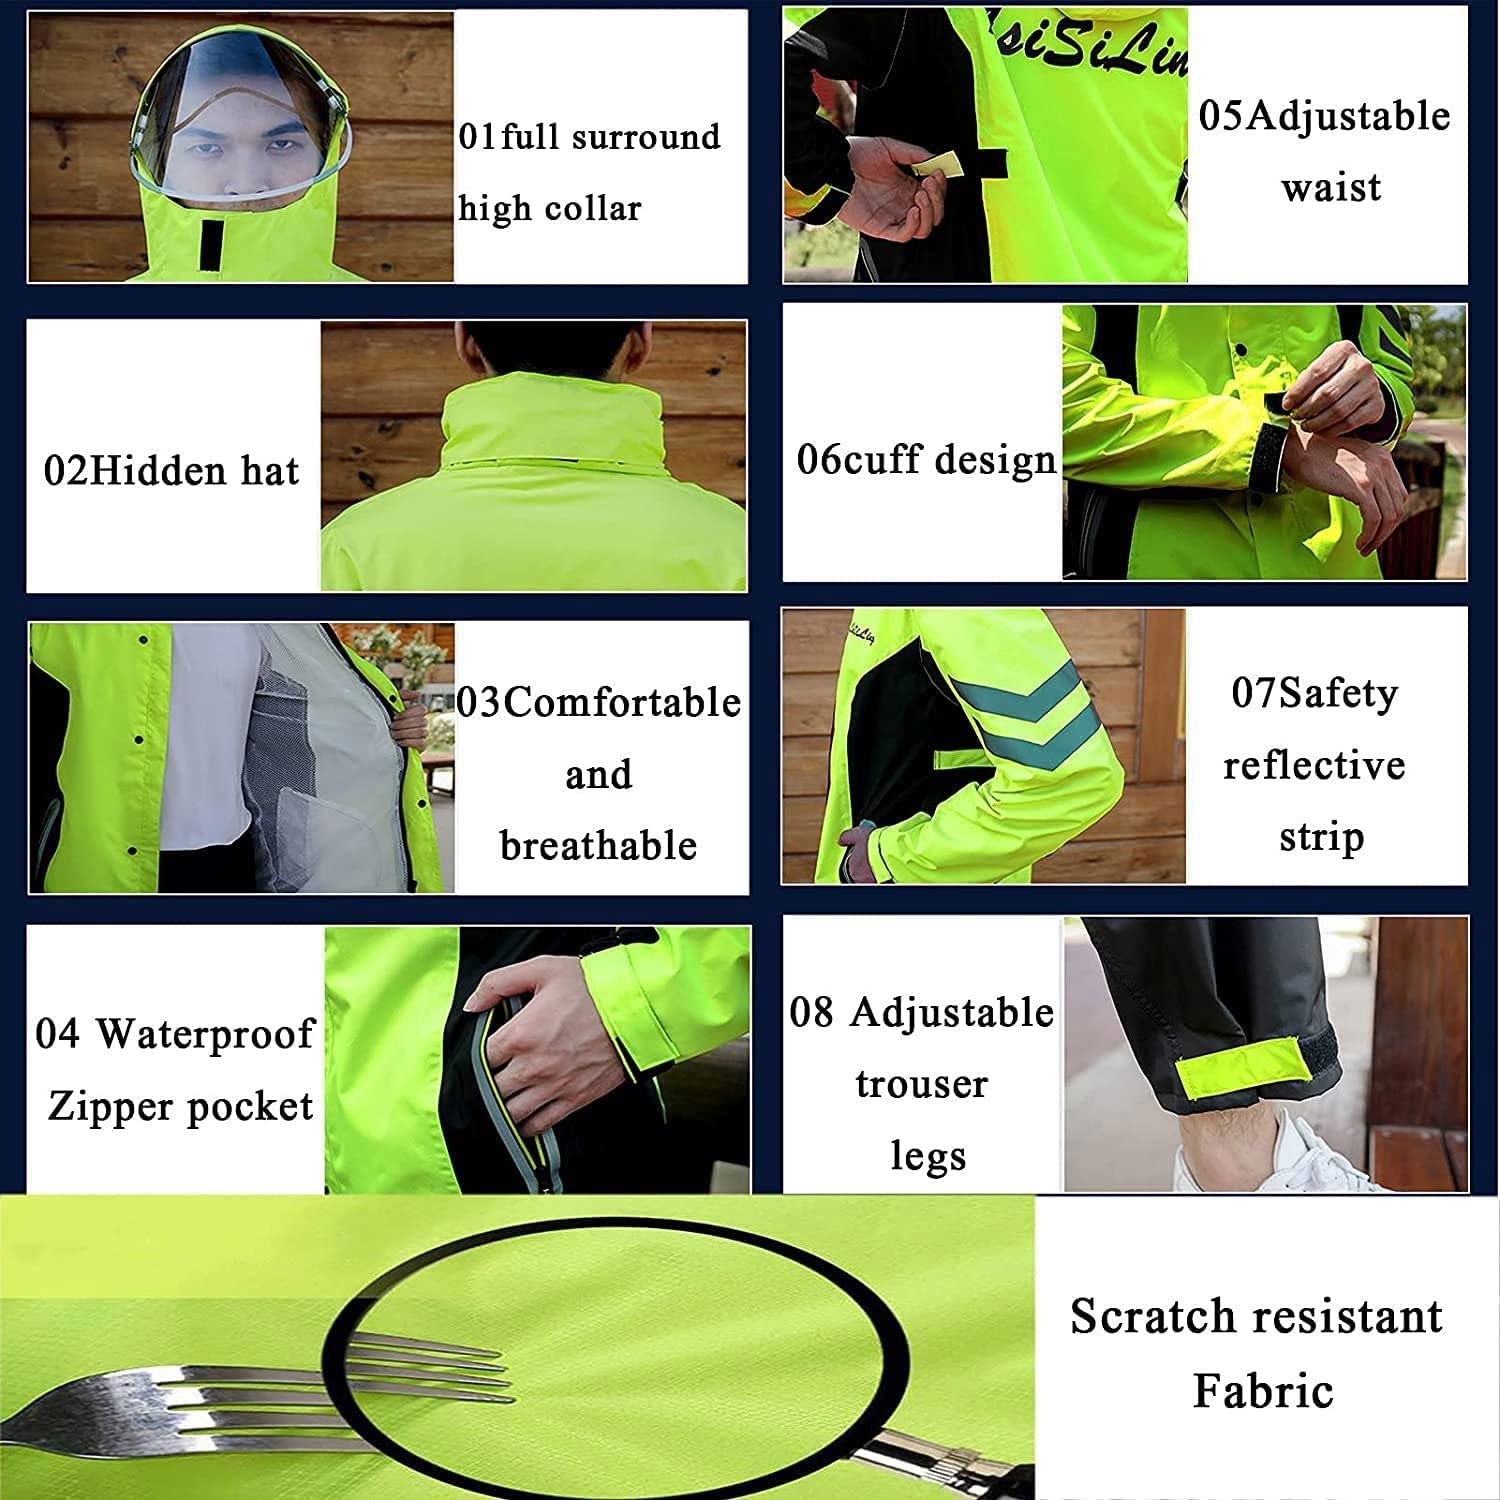 01full surround
high collar
02Hidden hat
03Comfortable
and
breathable
04 Waterproof
Zipper pocket
siSiLin
05Adjustable
waist
06cuff design
07Safety
reflective
strip
08 Adjustable
trouser
legs
Scratch resistant
Fabric